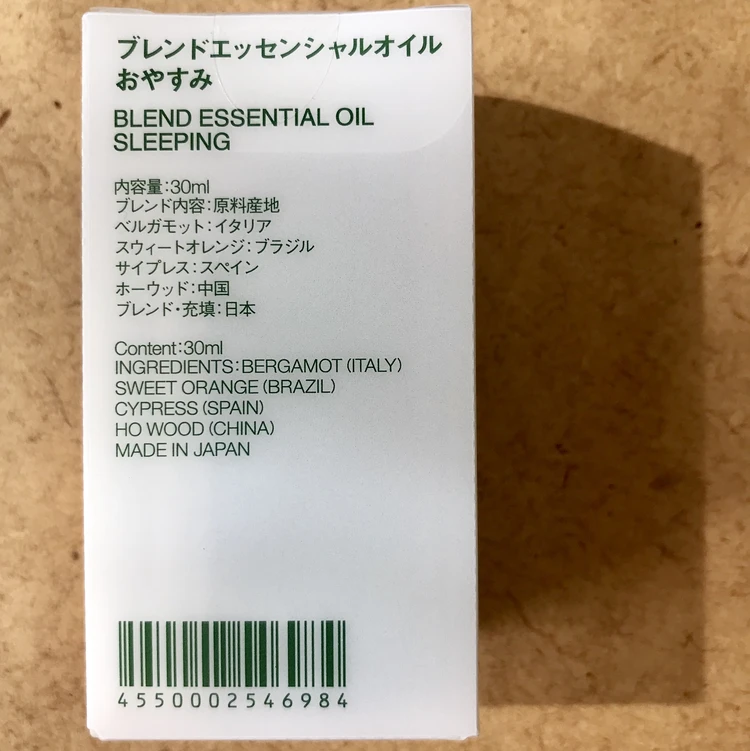 ブレンドエッセンシャルオイル
おやすみ
BLEND ESSENTIAL OIL
SLEEPING
内容量:30ml
ブレンド内容:原料産地
ベルガモット:イタリア
スウィートオレンジ:ブラジル
サイプレス:スペイン
ホーウッド:中国
ブレンド・充填:日本
Content:30ml
INGREDIENTS:BERGAMOT (ITALY)
SWEET ORANGE (BRAZIL)
CYPRESS (SPAIN)
HO WOOD (CHINA)
MADE IN JAPAN
4550002546984